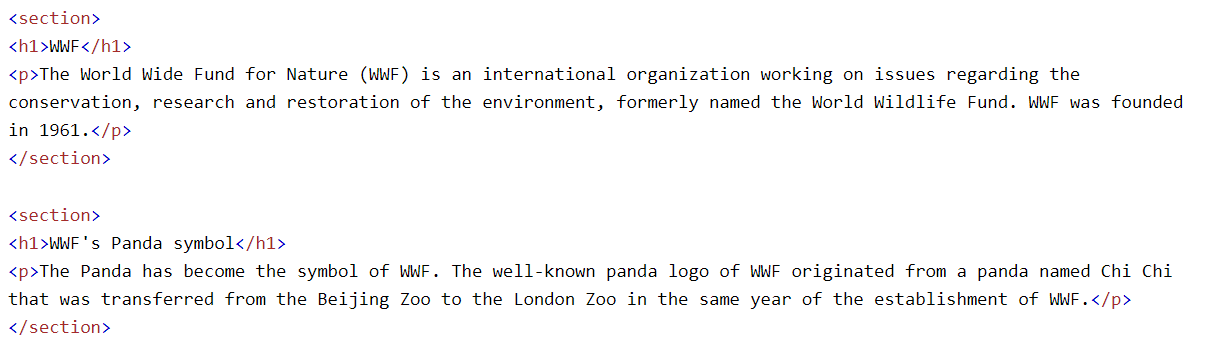 <section>
<h1>WWF</h1>
<p>The World Wide Fund for Nature (WWF) is an international organization working on issues regarding the
conservation, research and restoration of the environment, formerly named the World Wildlife Fund. WWF was founded
in 1961.</p>
</section>
<section>
<h1>WWF's Panda symbol</h1>
<p>The Panda has become the symbol of WWF. The well-known panda logo of WWF originated from a panda named Chi Chi
that was transferred from the Beijing Zoo to the London Zoo in the same year of the establishment of WWF.</p>
</section>